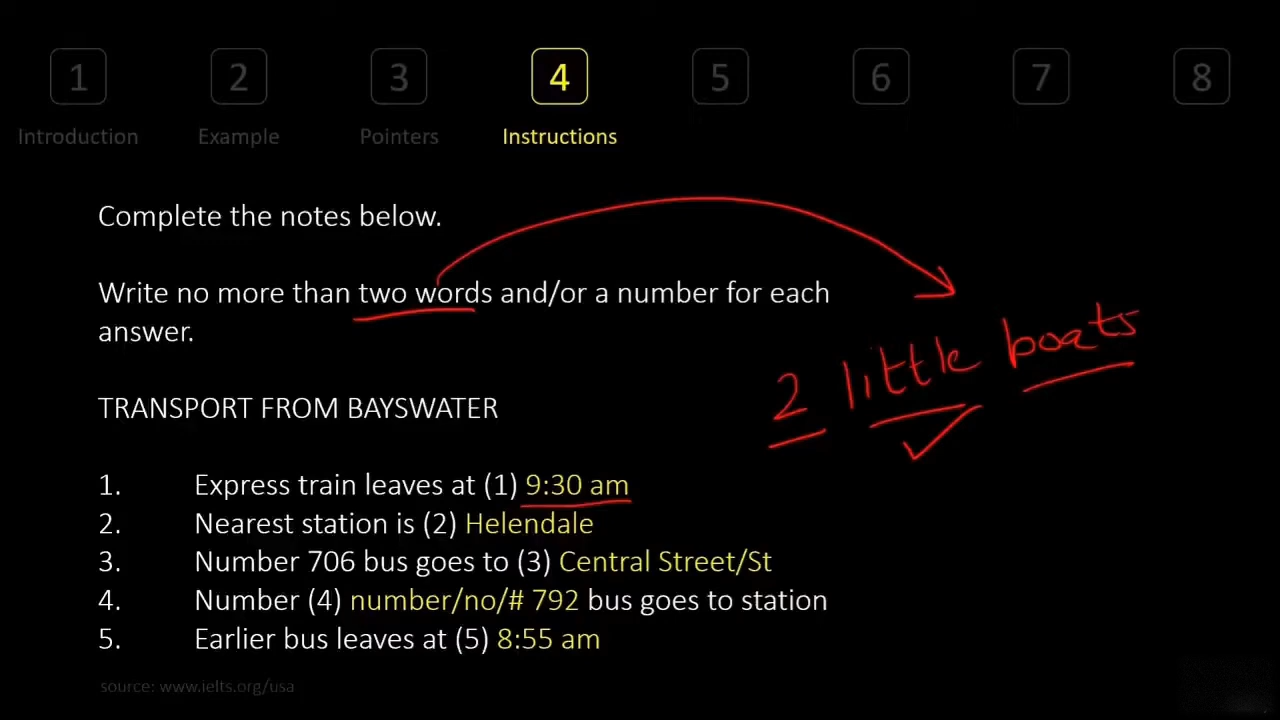 1 2 3 4 5 6 7 8
Introduction Example Pointers Instructions
Complete the notes below.
Write no more than two words and/or a number for each
answer.
2 little boats
TRANSPORT FROM BAYSWATER
1. Express train leaves at (1) 9:30 am
2. Nearest station is (2) Helendale
3. Number 706 bus goes to (3) Central Street/St
4. Number (4) number/no/# 792 bus goes to station
5. Earlier bus leaves at (5) 8:55 am
source: www.ielts.org/usa